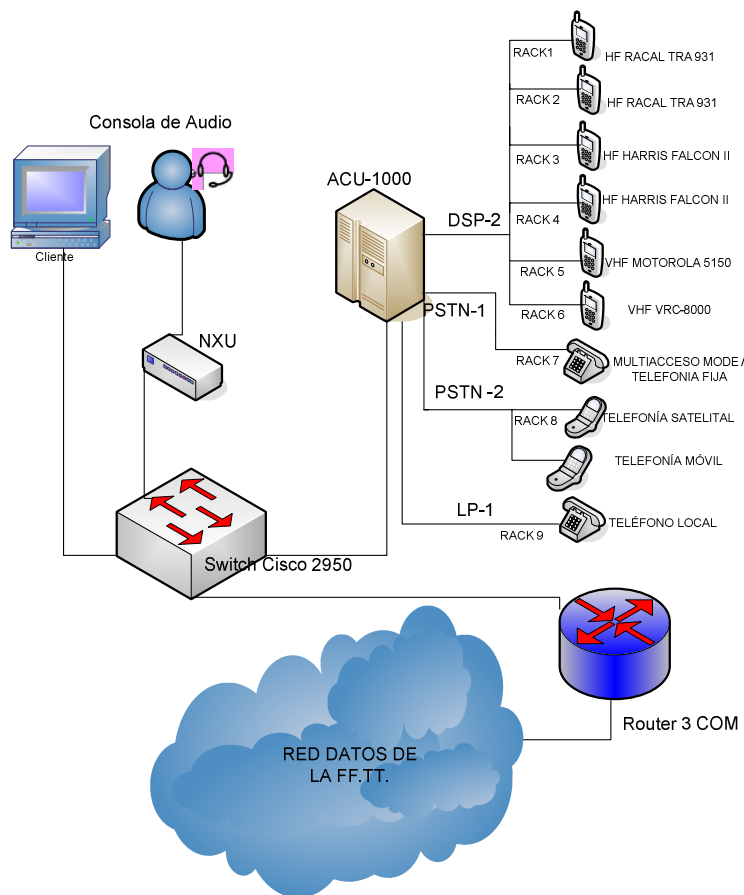 Consola de Audio
Cliente
NXU
ACU-1000
DSP-2
PSTN-1
PSTN -2
LP-1
RACK1
HF RACAL TRA 931
RACK 2
HF RACAL TRA 931
RACK 3
HF HARRIS FALCON II
RACK 4
HF HARRIS FALCON II
RACK 5
VHF MOTOROLA 5150
RACK 6
VHF VRC-8000
RACK 7
MULTIACCESO MODE/
TELEFONIA FIJA
RACK 8
TELEFONÍA SATELITAL
TELEFONÍA MÓVIL
RACK 9
TELÉFONO LOCAL
Switch Cisco 2950
Router 3 COM
RED DATOS DE
LA FF.TT.